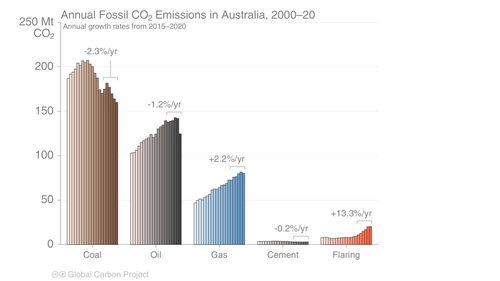 Annual Fossil CO₂ Emissions in Australia, 2000–20
Annual growth rates from 2015–2020
250 Mt
CO₂
200
150
100
50
0
-2.3%/yr
-1.2%/yr
+2.2%/yr
-0.2%/yr
+13.3%/yr
Coal
Oil
Gas
Cement
Flaring
Global Carbon Project